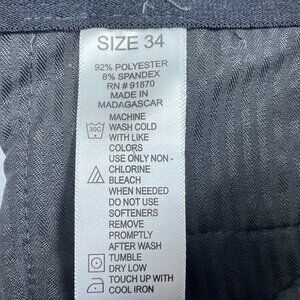 SIZE 34
92% POLYESTER
8% SPANDEX
RN # 91870
MADE IN
MADAGASCAR
MACHINE
WASH COLD
WITH LIKE
COLORS
USE ONLY NON -
CHLORINE
BLEACH
WHEN NEEDED
DO NOT USE
SOFTENERS
REMOVE
PROMPTLY
AFTER WASH
TUMBLE
DRY LOW
TOUCH UP WITH
COOL IRON